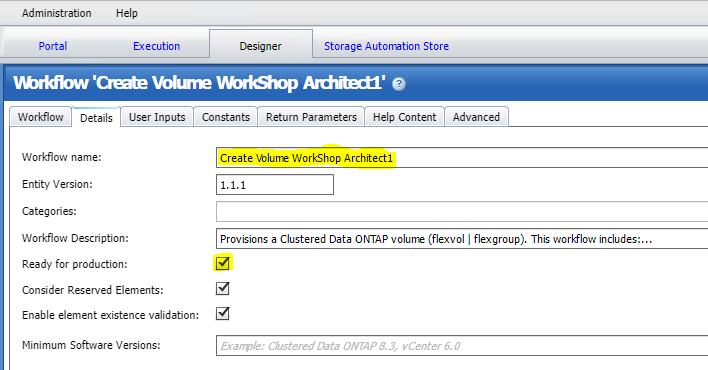 Administration Help
Portal Execution Designer Storage Automation Store
Workflow 'Create Volume WorkShop Architect1' ?
Workflow Details User Inputs Constants Return Parameters Help Content Advanced
Workflow name: Create Volume WorkShop Architect1
Entity Version: 1.1.1
Categories:
Workflow Description: Provisions a Clustered Data ONTAP volume (flexvol | flexgroup). This workflow includes:...
Ready for production:
Consider Reserved Elements:
Enable element existence validation:
Minimum Software Versions: Example: Clustered Data ONTAP 8.3, vCenter 6.0